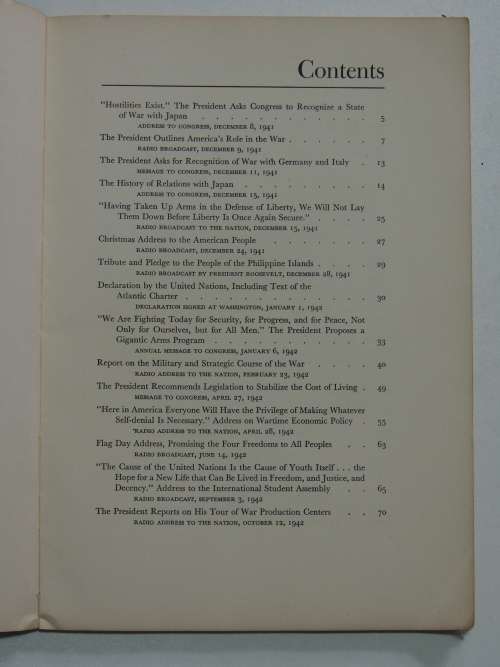 Contents
"Hostilities Exist." The President Asks Congress to Recognize a State
of War with Japan . . . . . . . . . . . . 5
ADDRESS TO CONGRESS, DECEMBER 8, 1941
The President Outlines America's Role in the War . . . . . 7
RADIO BROADCAST, DECEMBER 9, 1941
The President Asks for Recognition of War with Germany and Italy . 13
MESSAGE TO CONGRESS, DECEMBER 11, 1941
The History of Relations with Japan . . . . . . . . 14
ADDRESS TO CONGRESS, DECEMBER 15, 1941
"Having Taken Up Arms in the Defense of Liberty, We Will Not Lay
Them Down Before Liberty Is Once Again Secure." . . . . 25
RADIO BROADCAST TO THE NATION, DECEMBER 15, 1941
Christmas Address to the American People . . . . . . 27
RADIO BROADCAST, DECEMBER 24, 1941
Tribute and Pledge to the People of the Philippine Islands . . . . 29
RADIO BROADCAST BY PRESIDENT ROOSEVELT, DECEMBER 28, 1941
Declaration by the United Nations, Including Text of the
Atlantic Charter . . . . . . . . . . . . 30
DECLARATION SIGNED AT WASHINGTON, JANUARY 1, 1942
"We Are Fighting Today for Security, for Progress, and for Peace, Not
Only for Ourselves, but for All Men." The President Proposes a
Gigantic Arms Program . . . . . . . . . . 33
ANNUAL MESSAGE TO CONGRESS, JANUARY 6, 1942
Report on the Military and Strategic Course of the War . . . . 40
RADIO ADDRESS TO THE NATION, FEBRUARY 23, 1942
The President Recommends Legislation to Stabilize the Cost of Living . 49
MESSAGE TO CONGRESS, APRIL 27, 1942
"Here in America Everyone Will Have the Privilege of Making Whatever
Self-denial Is Necessary." Address on Wartime Economic Policy . 55
RADIO ADDRESS TO THE NATION, APRIL 28, 1942
Flag Day Address, Promising the Four Freedoms to All Peoples . . 63
RADIO BROADCAST, JUNE 14, 1942
"The Cause of the United Nations Is the Cause of Youth Itself . . . the
Hope for a New Life that Can Be Lived in Freedom, and Justice, and
Decency." Address to the International Student Assembly . . 65
RADIO BROADCAST, SEPTEMBER 3, 1942
The President Reports on His Tour of War Production Centers . . 70
RADIO ADDRESS TO THE NATION, OCTOBER 12, 1942